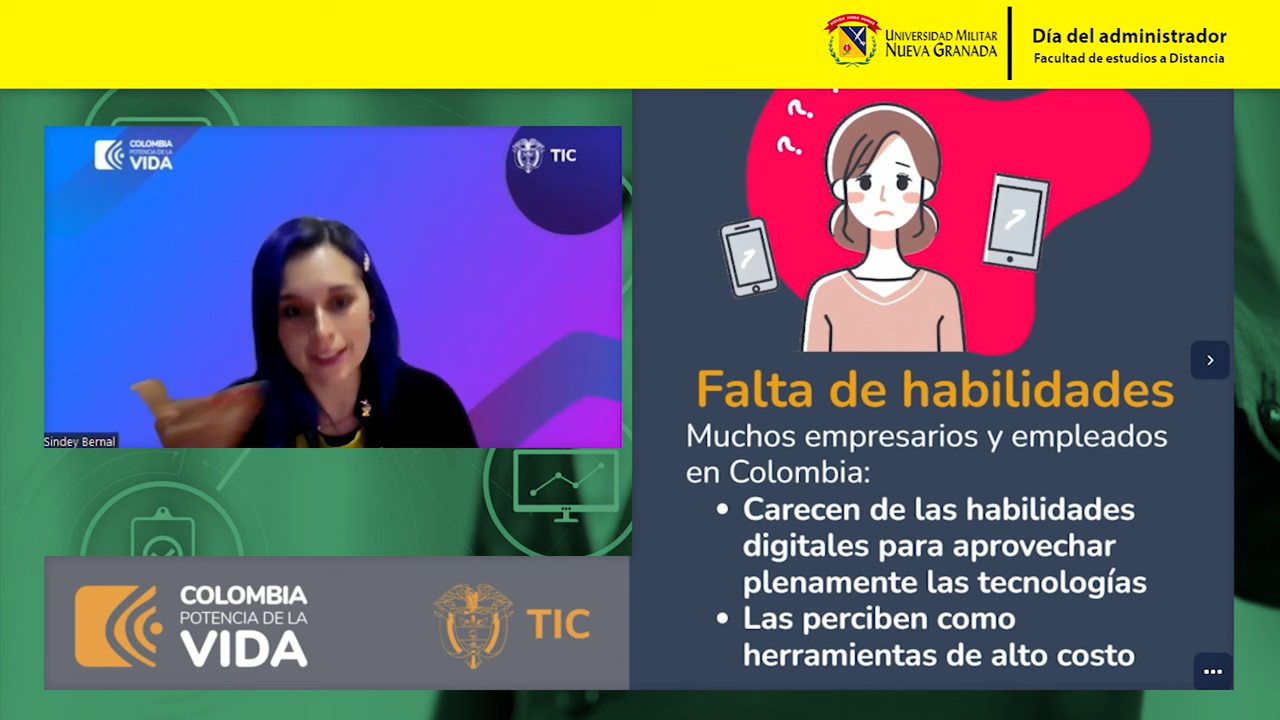 UNIVERSIDAD MILITAR
NUEVA GRANADA
Día del administrador
Facultad de estudios a Distancia
COLOMBIA
POTENCIA DE LA
VIDA
TIC
Sindey Bernal
? ? ?
Falta de habilidades
Muchos empresarios y empleados
en Colombia:
• Carecen de las habilidades
digitales para aprovechar
plenamente las tecnologías
• Las perciben como
herramientas de alto costo
COLOMBIA
POTENCIA DE LA
VIDA
TIC